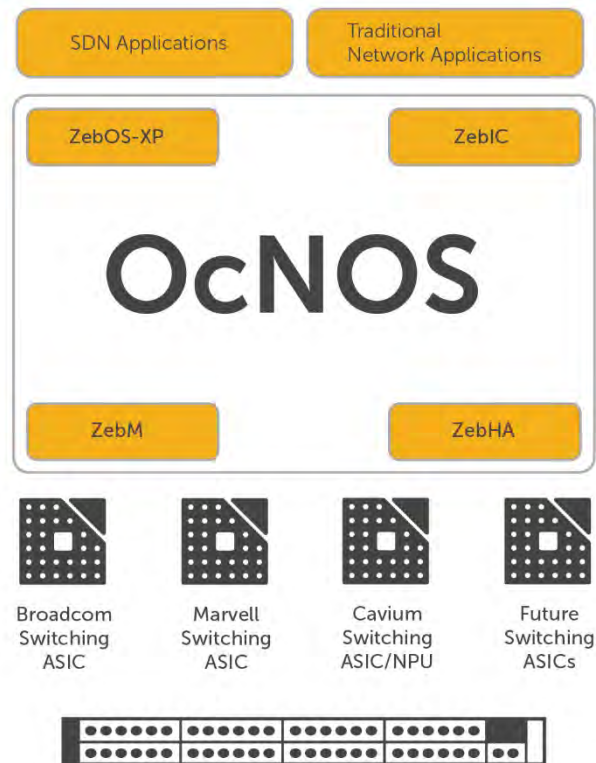 SDN Applications
Traditional
Network Applications
ZebOS-XP
ZebIC
OcNOS
ZebM
ZebHA
Broadcom
Switching
ASIC
Marvell
Switching
ASIC
Cavium
Switching
ASIC/NPU
Future
Switching
ASICs